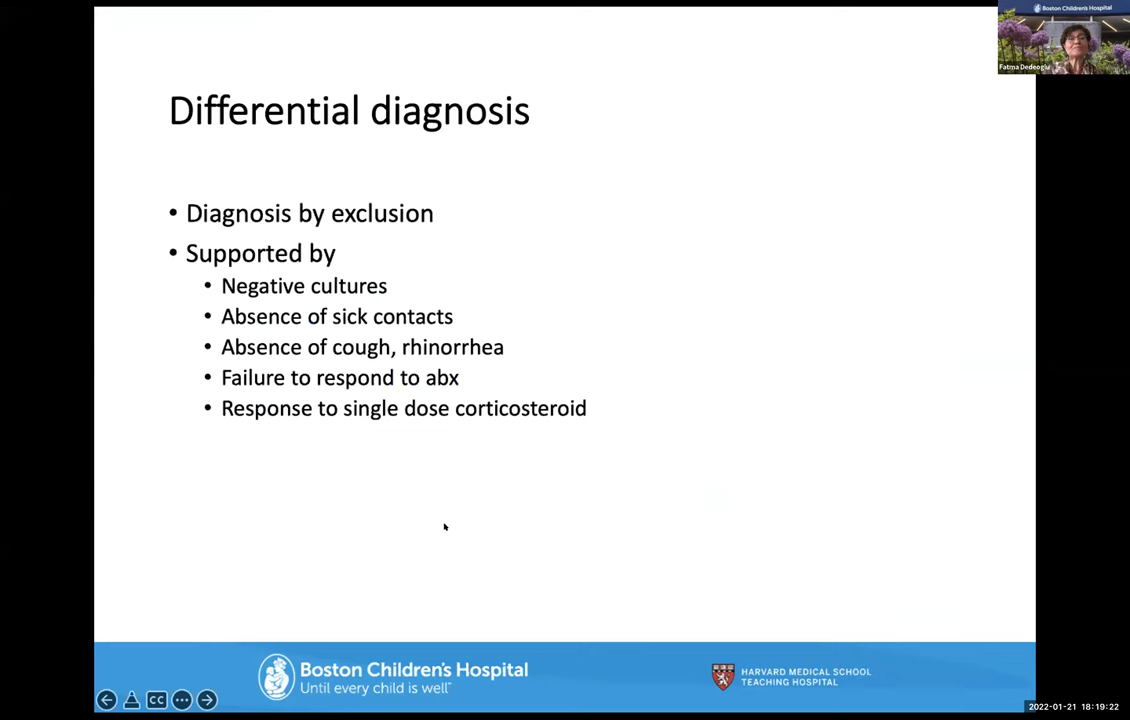 Boston Children's Hospital
Fatma Dedeoglu
Differential diagnosis
• Diagnosis by exclusion
• Supported by
• Negative cultures
• Absence of sick contacts
• Absence of cough, rhinorrhea
• Failure to respond to abx
• Response to single dose corticosteroid
Boston Children's Hospital
Until every child is well™
HARVARD MEDICAL SCHOOL
TEACHING HOSPITAL
CC
2022-01-21 18:19:22